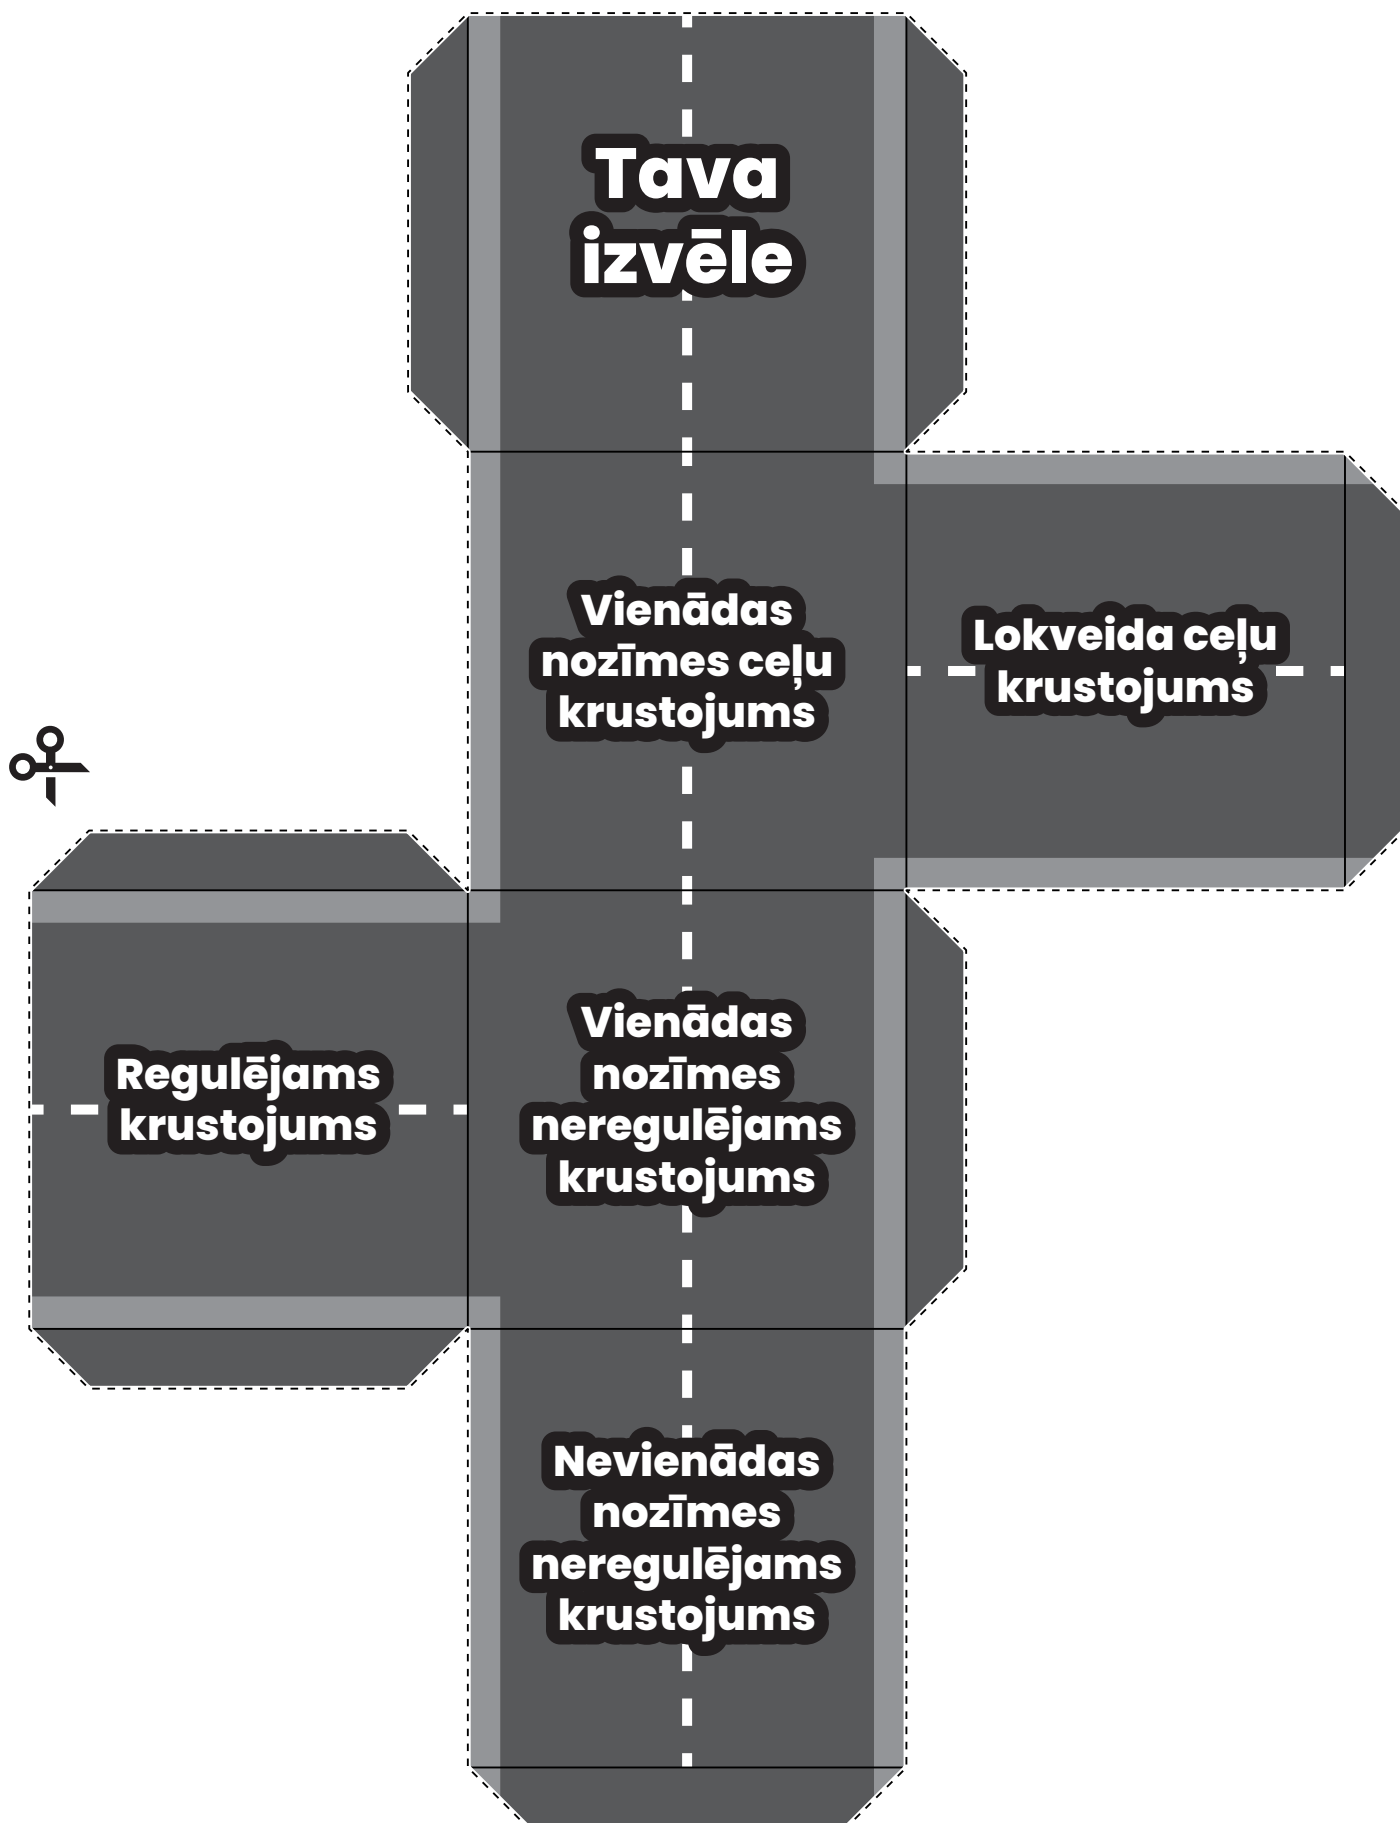 Tava
izvēle
Vienādas
nozīmes ceļu
krustojums
Lokveida ceļu
krustojums
Regulējams
krustojums
Vienādas
nozīmes
neregulējams
krustojums
Nevienādas
nozīmes
neregulējams
krustojums